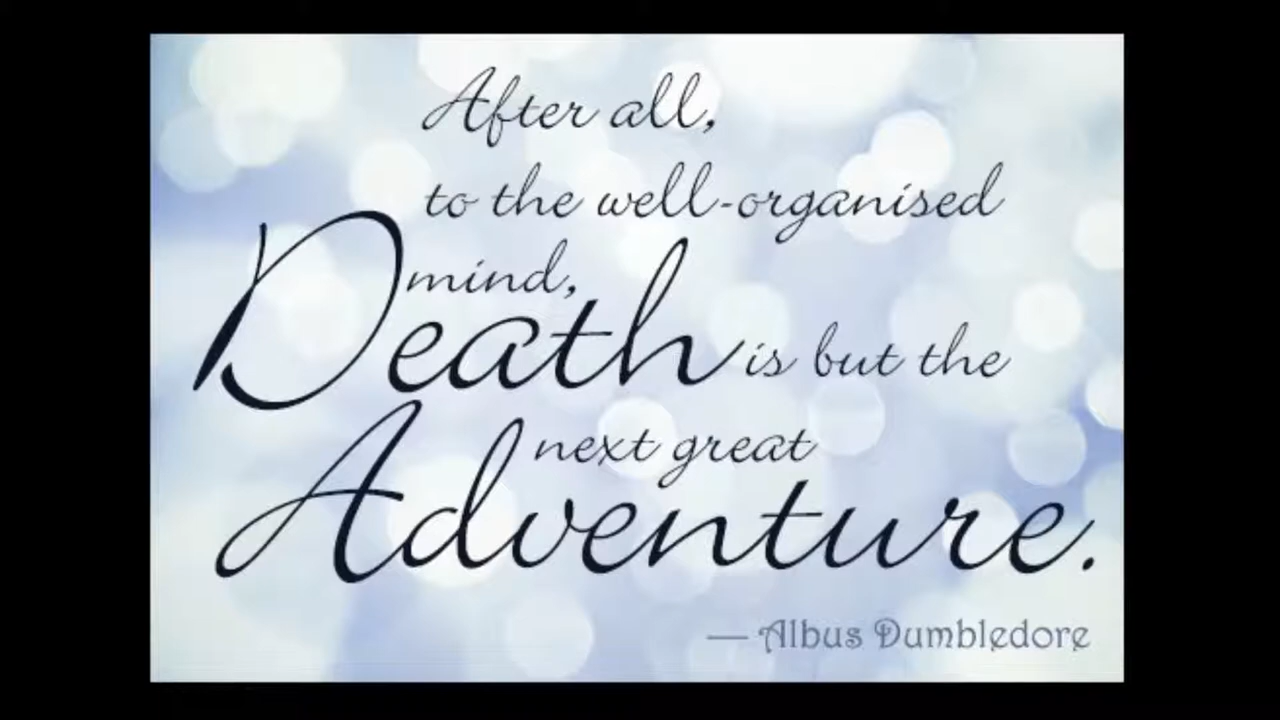 After all,
to the well-organised
mind,
Death is but the
next great
Adventure.
— Albus Dumbledore